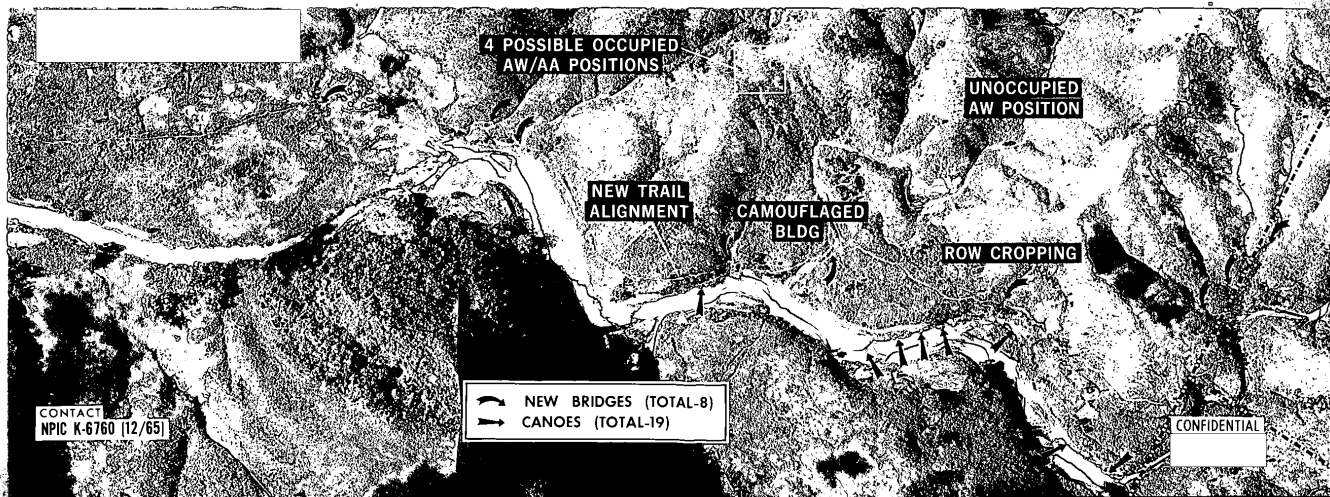 4 POSSIBLE OCCUPIED
AW/AA POSITIONS
UNOCCUPIED
AW POSITION
NEW TRAIL
ALIGNMENT
CAMOUFLAGED
BLDG
ROW CROPPING
NEW BRIDGES (TOTAL-8)
CANOES (TOTAL-19)
CONTACT
NPIC K-6760 (12/65)
CONFIDENTIAL